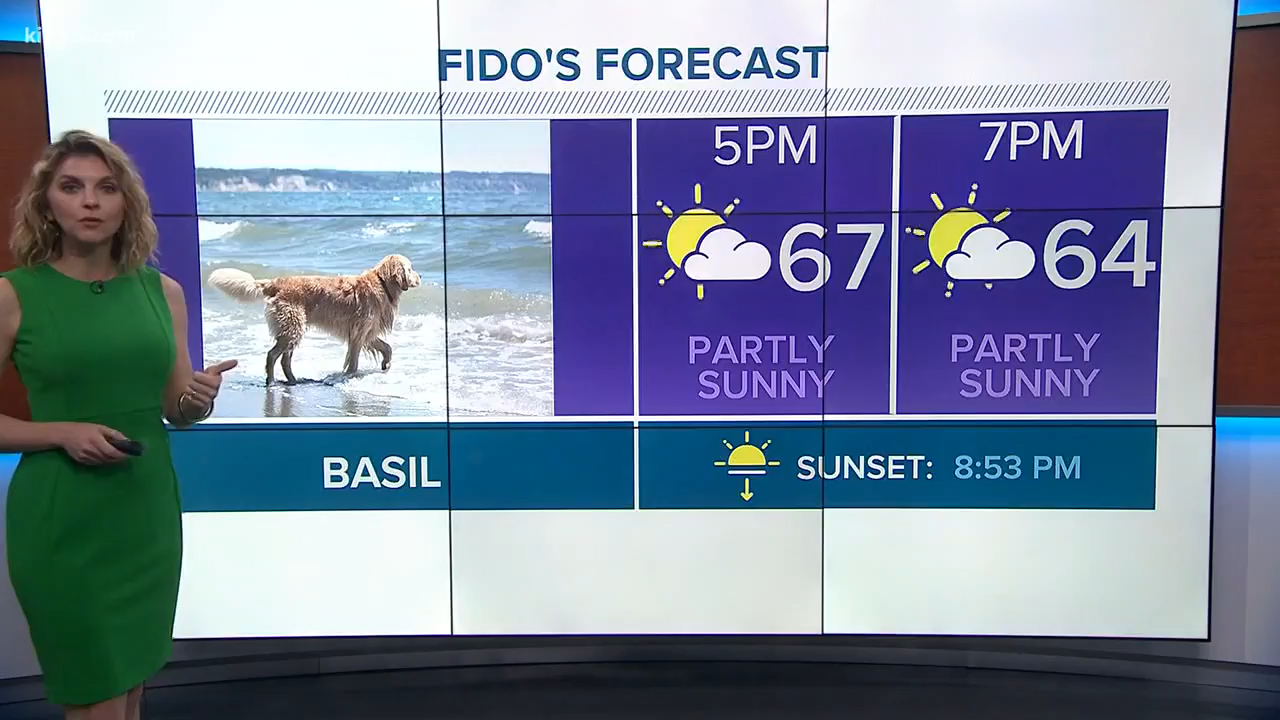 FIDO'S FORECAST
5PM
67
PARTLY
SUNNY
7PM
64
PARTLY
SUNNY
BASIL
SUNSET: 8:53 PM